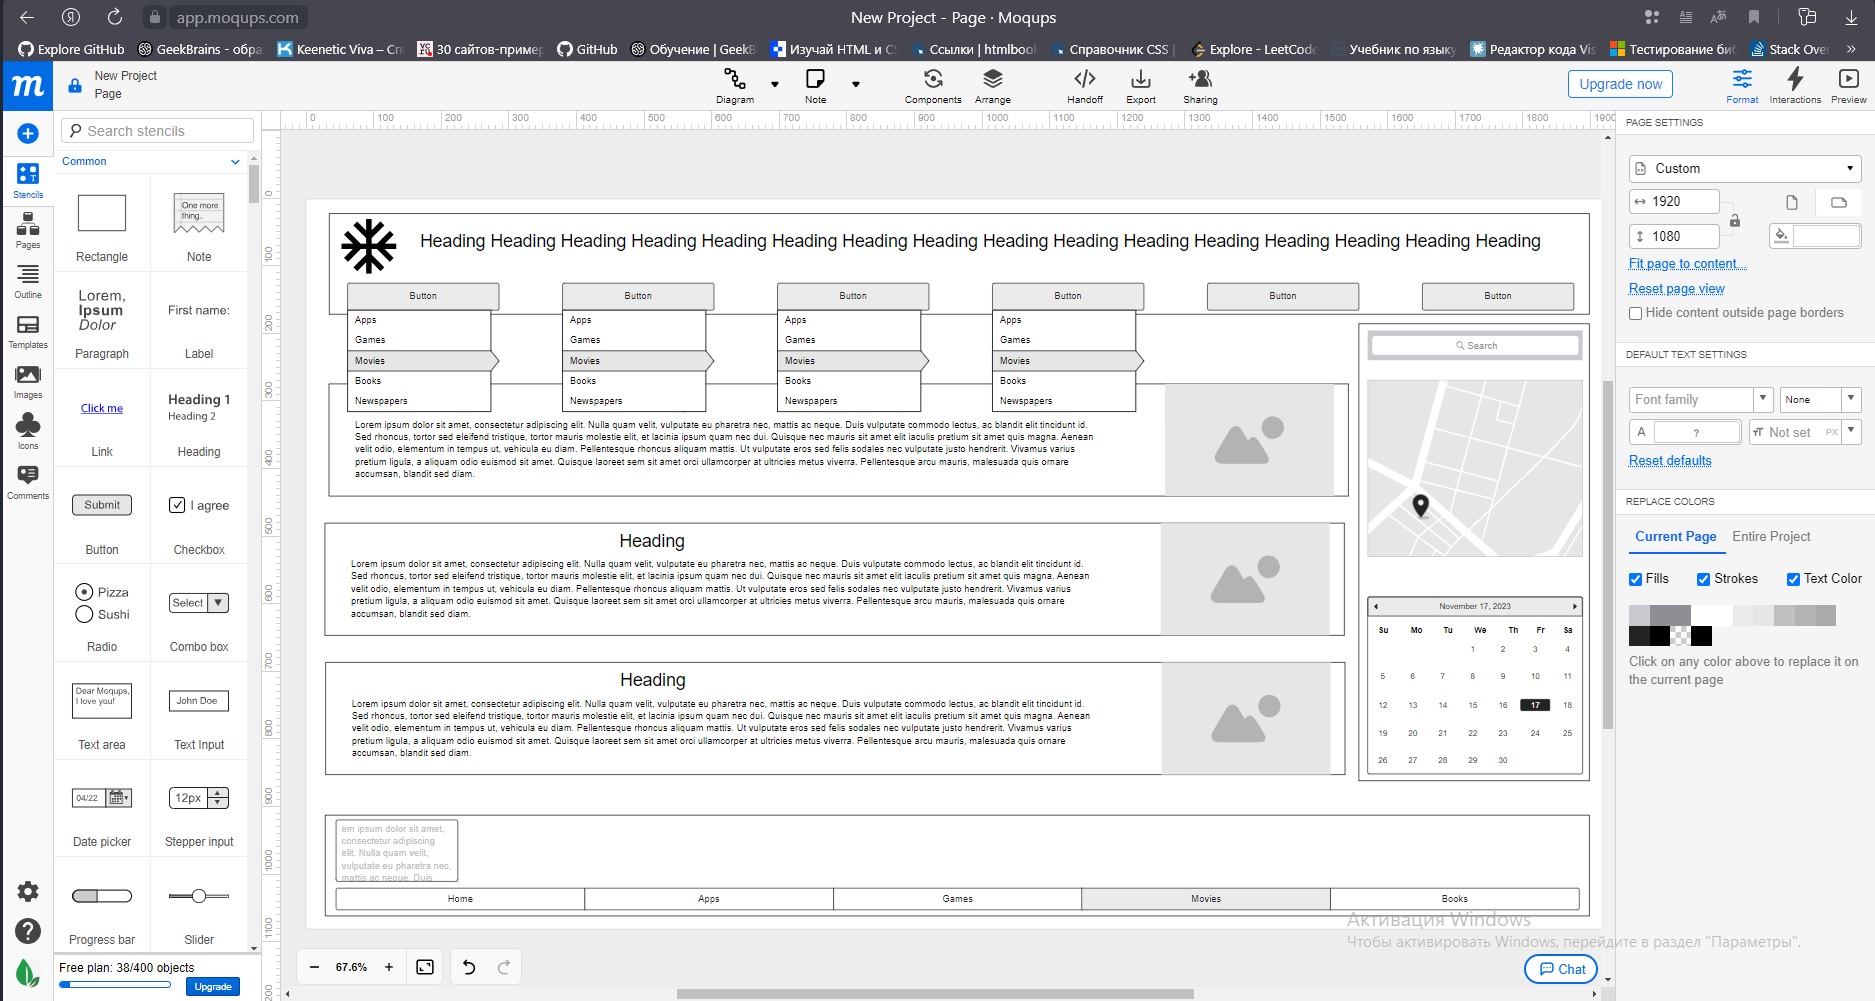 app.moqups.com
New Project - Page · Moqups
Explore GitHub
GeekBrains - обра
Keenetic Viva – Сп
30 сайтов-пример
GitHub
Обучение | GeekB
Изучай HTML и C
Ссылки | htmlbook
Справочник CSS |
Explore - LeetCode
Учебник по языку
Редактор кода Vis
Тестирование биб
Stack Over
»
m
New Project
Page
Diagram
Note
Components
Arrange
Handoff
Export
Sharing
Upgrade now
Format
Interactions
Preview
Search stencils
Common
Stencils
Pages
Outline
Templates
Images
Icons
Comments
Rectangle
One more
thing..
Note
Lorem,
Ipsum
Dolor
Paragraph
First name:
Label
Click me
Link
Heading 1
Heading 2
Heading
Submit
Button
I agree
Checkbox
Pizza
Sushi
Radio
Select
Combo box
Dear Moqups,
I love you!
Text area
John Doe
Text Input
04/22
Date picker
12px
Stepper input
Progress bar
Slider
Free plan: 38/400 objects
Upgrade
0 100 200 300 400 500 600 700 800 900 1000 1100 1200 1300 1400 1500 1600 1700 1800 1900
0
100
200
300
400
500
600
700
800
900
1000
1100
Heading Heading Heading Heading Heading Heading Heading Heading Heading Heading Heading Heading Heading Heading Heading Heading
Button Button Button Button Button Button
Apps Apps Apps Apps
Games Games Games Games
Movies Movies Movies Movies
Books Books Books Books
Newspapers Newspapers Newspapers Newspapers
Lorem ipsum dolor sit amet, consectetur adipiscing elit. Nulla quam velit, vulputate eu pharetra nec, mattis ac neque. Duis vulputate commodo lectus, ac blandit elit tincidunt id.
Sed rhoncus, tortor sed eleifend tristique, tortor mauris molestie elit, et lacinia ipsum quam nec dui. Quisque nec mauris sit amet elit iaculis pretium sit amet quis magna. Aenean
velit odio, elementum in tempus ut, vehicula eu diam. Pellentesque rhoncus aliquam mattis. Ut vulputate eros sed felis sodales nec vulputate justo hendrerit. Vivamus varius
pretium ligula, a aliquam odio euismod sit amet. Quisque laoreet sem sit amet orci ullamcorper at ultricies metus viverra. Pellentesque arcu mauris, malesuada quis ornare
accumsan, blandit sed diam.
Heading
Lorem ipsum dolor sit amet, consectetur adipiscing elit. Nulla quam velit, vulputate eu pharetra nec, mattis ac neque. Duis vulputate commodo lectus, ac blandit elit tincidunt id.
Sed rhoncus, tortor sed eleifend tristique, tortor mauris molestie elit, et lacinia ipsum quam nec dui. Quisque nec mauris sit amet elit iaculis pretium sit amet quis magna. Aenean
velit odio, elementum in tempus ut, vehicula eu diam. Pellentesque rhoncus aliquam mattis. Ut vulputate eros sed felis sodales nec vulputate justo hendrerit. Vivamus varius
pretium ligula, a aliquam odio euismod sit amet. Quisque laoreet sem sit amet orci ullamcorper at ultricies metus viverra. Pellentesque arcu mauris, malesuada quis ornare
accumsan, blandit sed diam.
Heading
Lorem ipsum dolor sit amet, consectetur adipiscing elit. Nulla quam velit, vulputate eu pharetra nec, mattis ac neque. Duis vulputate commodo lectus, ac blandit elit tincidunt id.
Sed rhoncus, tortor sed eleifend tristique, tortor mauris molestie elit, et lacinia ipsum quam nec dui. Quisque nec mauris sit amet elit iaculis pretium sit amet quis magna. Aenean
velit odio, elementum in tempus ut, vehicula eu diam. Pellentesque rhoncus aliquam mattis. Ut vulputate eros sed felis sodales nec vulputate justo hendrerit. Vivamus varius
pretium ligula, a aliquam odio euismod sit amet. Quisque laoreet sem sit amet orci ullamcorper at ultricies metus viverra. Pellentesque arcu mauris, malesuada quis ornare
accumsan, blandit sed diam.
Search
November 17, 2023
Su Mo Tu We Th Fr Sa
1 2 3 4
5 6 7 8 9 10 11
12 13 14 15 16 17 18
19 20 21 22 23 24 25
26 27 28 29 30
em ipsum dolor sit amet,
consectetur adipiscing
elit. Nulla quam velit,
vulputate eu pharetra nec,
mattis ac neque. Duis
Home Apps Games Movies Books
67.6%
Chat
PAGE SETTINGS
Custom
1920
1080
Fit page to content...
Reset page view
Hide content outside page borders
DEFAULT TEXT SETTINGS
Font family
None
A
?
Not set
PX
Reset defaults
REPLACE COLORS
Current Page
Entire Project
Fills
Strokes
Text Color
Click on any color above to replace it on
the current page
Активация Windows
Чтобы активировать Windows, перейдите в раздел "Параметры".